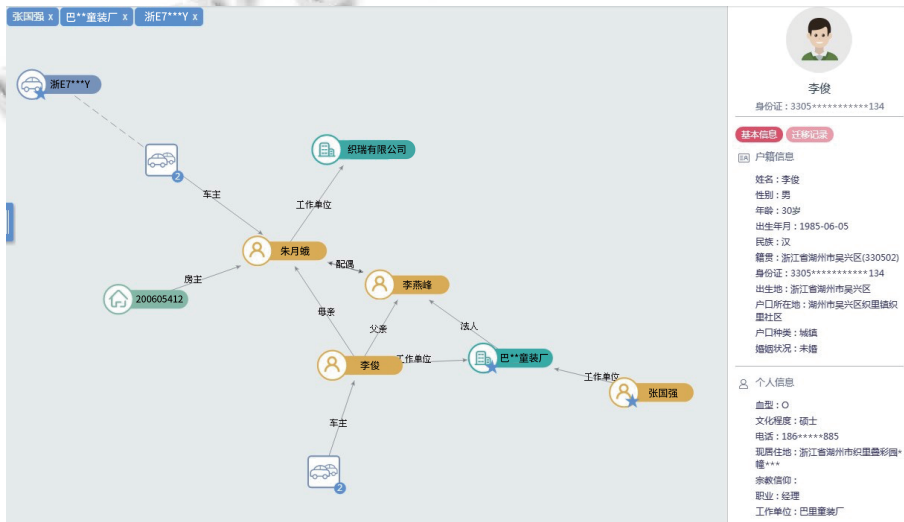 张国强 x 巴**童装厂 x 浙E7***Y x
浙E7***Y
2
车主
织瑞有限公司
工作单位
朱月娥
配偶
李燕峰
房主
200605412
母亲
父亲
法人
李俊
工作单位
巴**童装厂
工作单位
张国强
车主
2
李俊
身份证：3305***********134
基本信息 迁移记录
户籍信息
姓名：李俊
性别：男
年龄：30岁
出生年月：1985-06-05
民族：汉
籍贯：浙江省湖州市吴兴区(330502)
身份证：3305***********134
出生地：浙江省湖州市吴兴区
户口所在地：湖州市吴兴区织里镇织
里社区
户口种类：城镇
婚姻状况：未婚
个人信息
血型：O
文化程度：硕士
电话：186*****885
现居住地：浙江省湖州市织里叠彩园*
幢***
宗教信仰：
职业：经理
工作单位：巴里童装厂